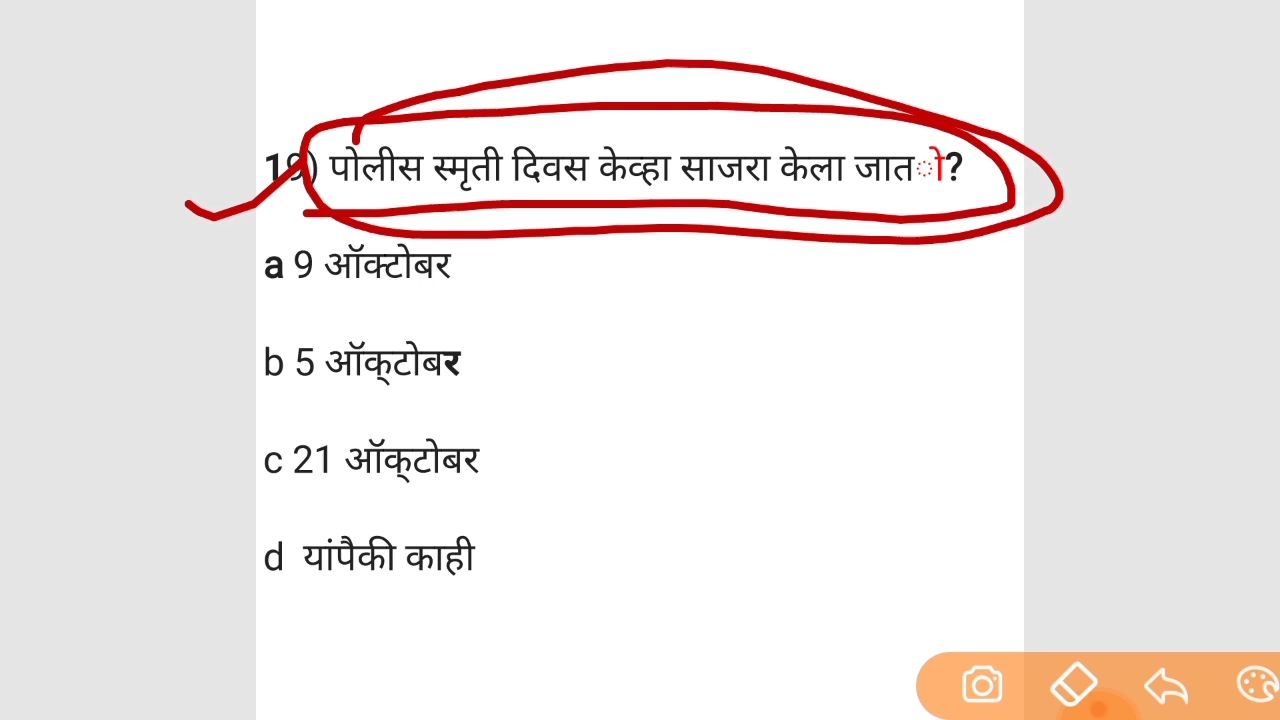 19) पोलीस स्मृती दिवस केव्हा साजरा केला जातो?
a 9 ऑक्टोबर
b 5 ऑक्‌टोबर
c 21 ऑक्‌टोबर
d यांपैकी काही